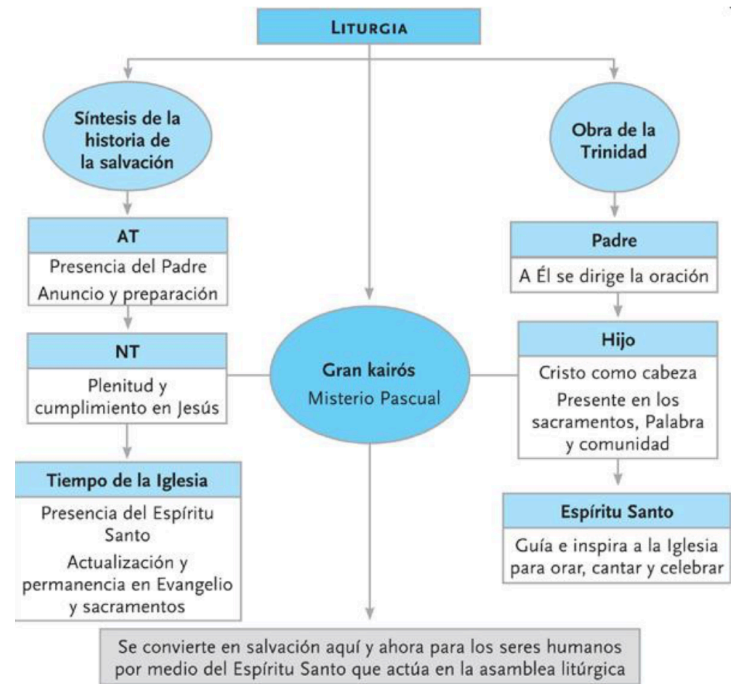 LITURGIA
Síntesis de la
historia de
la salvación
AT
Presencia del Padre
Anuncio y preparación
NT
Plenitud y
cumplimiento en Jesús
Tiempo de la Iglesia
Presencia del Espíritu
Santo
Actualización y
permanencia en Evangelio
y sacramentos
Gran kairós
Misterio Pascual
Obra de la
Trinidad
Padre
A Él se dirige la oración
Hijo
Cristo como cabeza
Presente en los
sacramentos, Palabra
y comunidad
Espíritu Santo
Guía e inspira a la Iglesia
para orar, cantar y celebrar
Se convierte en salvación aquí y ahora para los seres humanos
por medio del Espíritu Santo que actúa en la asamblea litúrgica